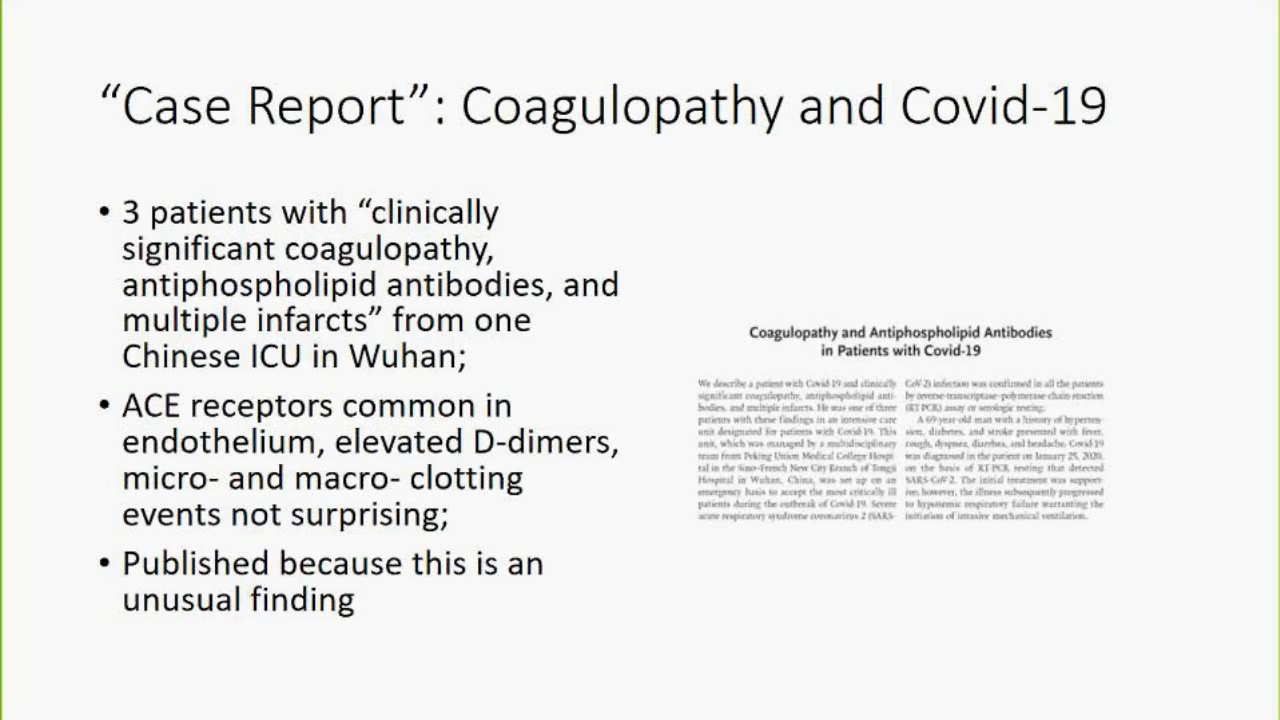 “Case Report”: Coagulopathy and Covid-19
• 3 patients with “clinically
significant coagulopathy,
antiphospholipid antibodies, and
multiple infarcts” from one
Chinese ICU in Wuhan;
• ACE receptors common in
endothelium, elevated D-dimers,
micro- and macro- clotting
events not surprising;
• Published because this is an
unusual finding
Coagulopathy and Antiphospholipid Antibodies
in Patients with Covid-19
We describe a patient with Covid-19 and clinically
significant coagulopathy, antiphospholipid anti-
bodies, and multiple infarcts. He was one of three
patients with these findings in an intensive care
unit designated for patients with Covid-19. This
unit, which was managed by a multidisciplinary
team from Peking Union Medical College Hospi-
tal in the Sino-French New City Branch of Tongji
Hospital in Wuhan, China, was set up on an
emergency basis to accept the most critically ill
patients during the outbreak of Covid-19. Severe
acute respiratory syndrome coronavirus 2 (SARS-
CoV-2) infection was confirmed in all the patients
by reverse-transcriptase–polymerase-chain-reaction
(RT-PCR) assay or serologic testing.
A 69-year-old man with a history of hyperten-
sion, diabetes, and stroke presented with fever,
cough, dyspnea, diarrhea, and headache. Covid-19
was diagnosed in the patient on January 25, 2020,
on the basis of RT-PCR testing that detected
SARS-CoV-2. The initial treatment was support-
ive; however, the illness subsequently progressed
to hypoxemic respiratory failure warranting the
initiation of invasive mechanical ventilation.